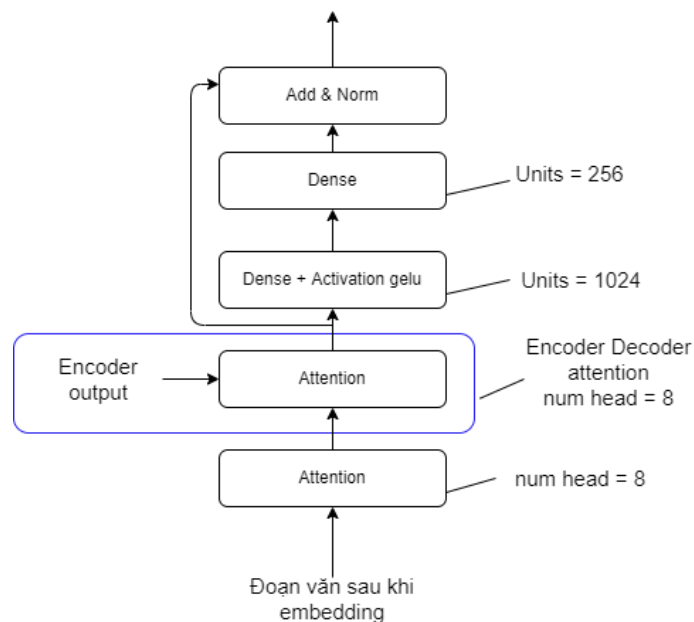 Add & Norm
Dense
Units = 256
Dense + Activation gelu
Units = 1024
Encoder
output
Attention
Encoder Decoder
attention
num head = 8
Attention
num head = 8
Đoạn văn sau khi
embedding